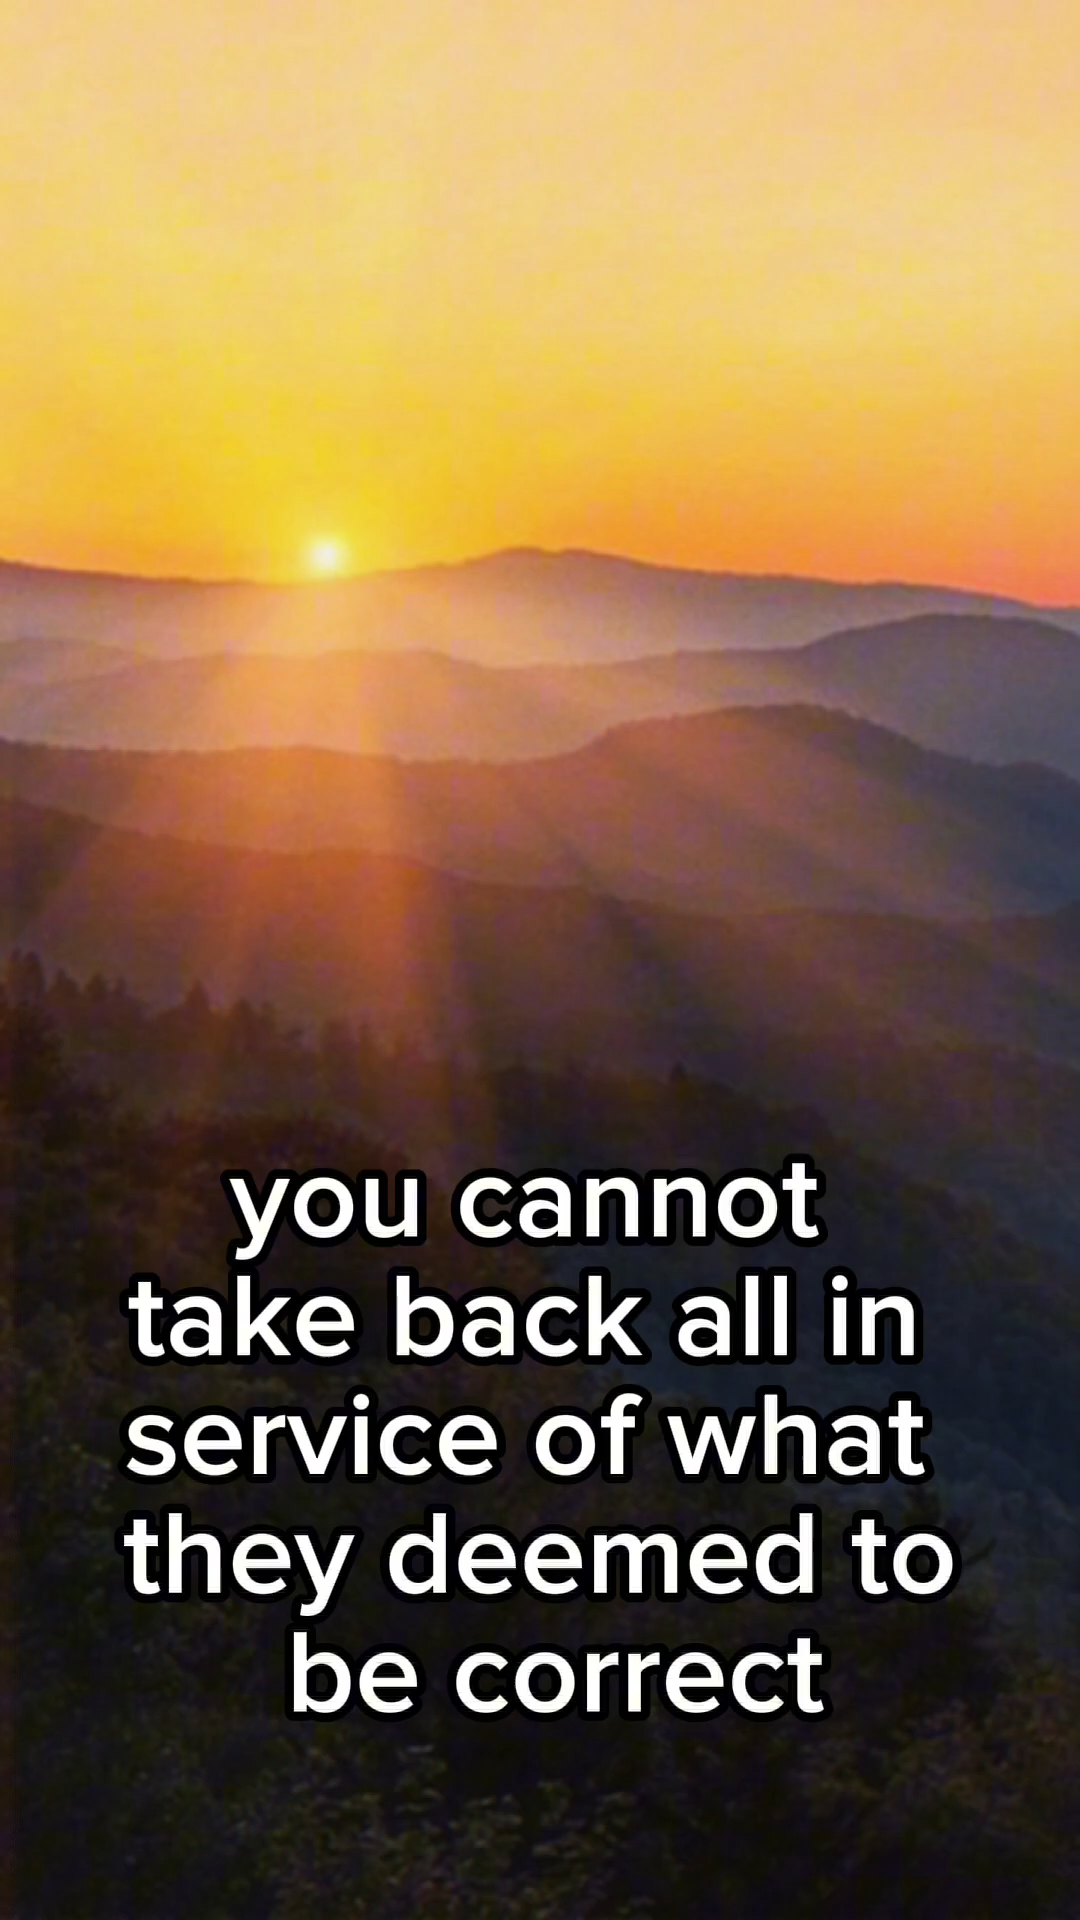 you cannot
take back all in
service of what
they deemed to
be correct